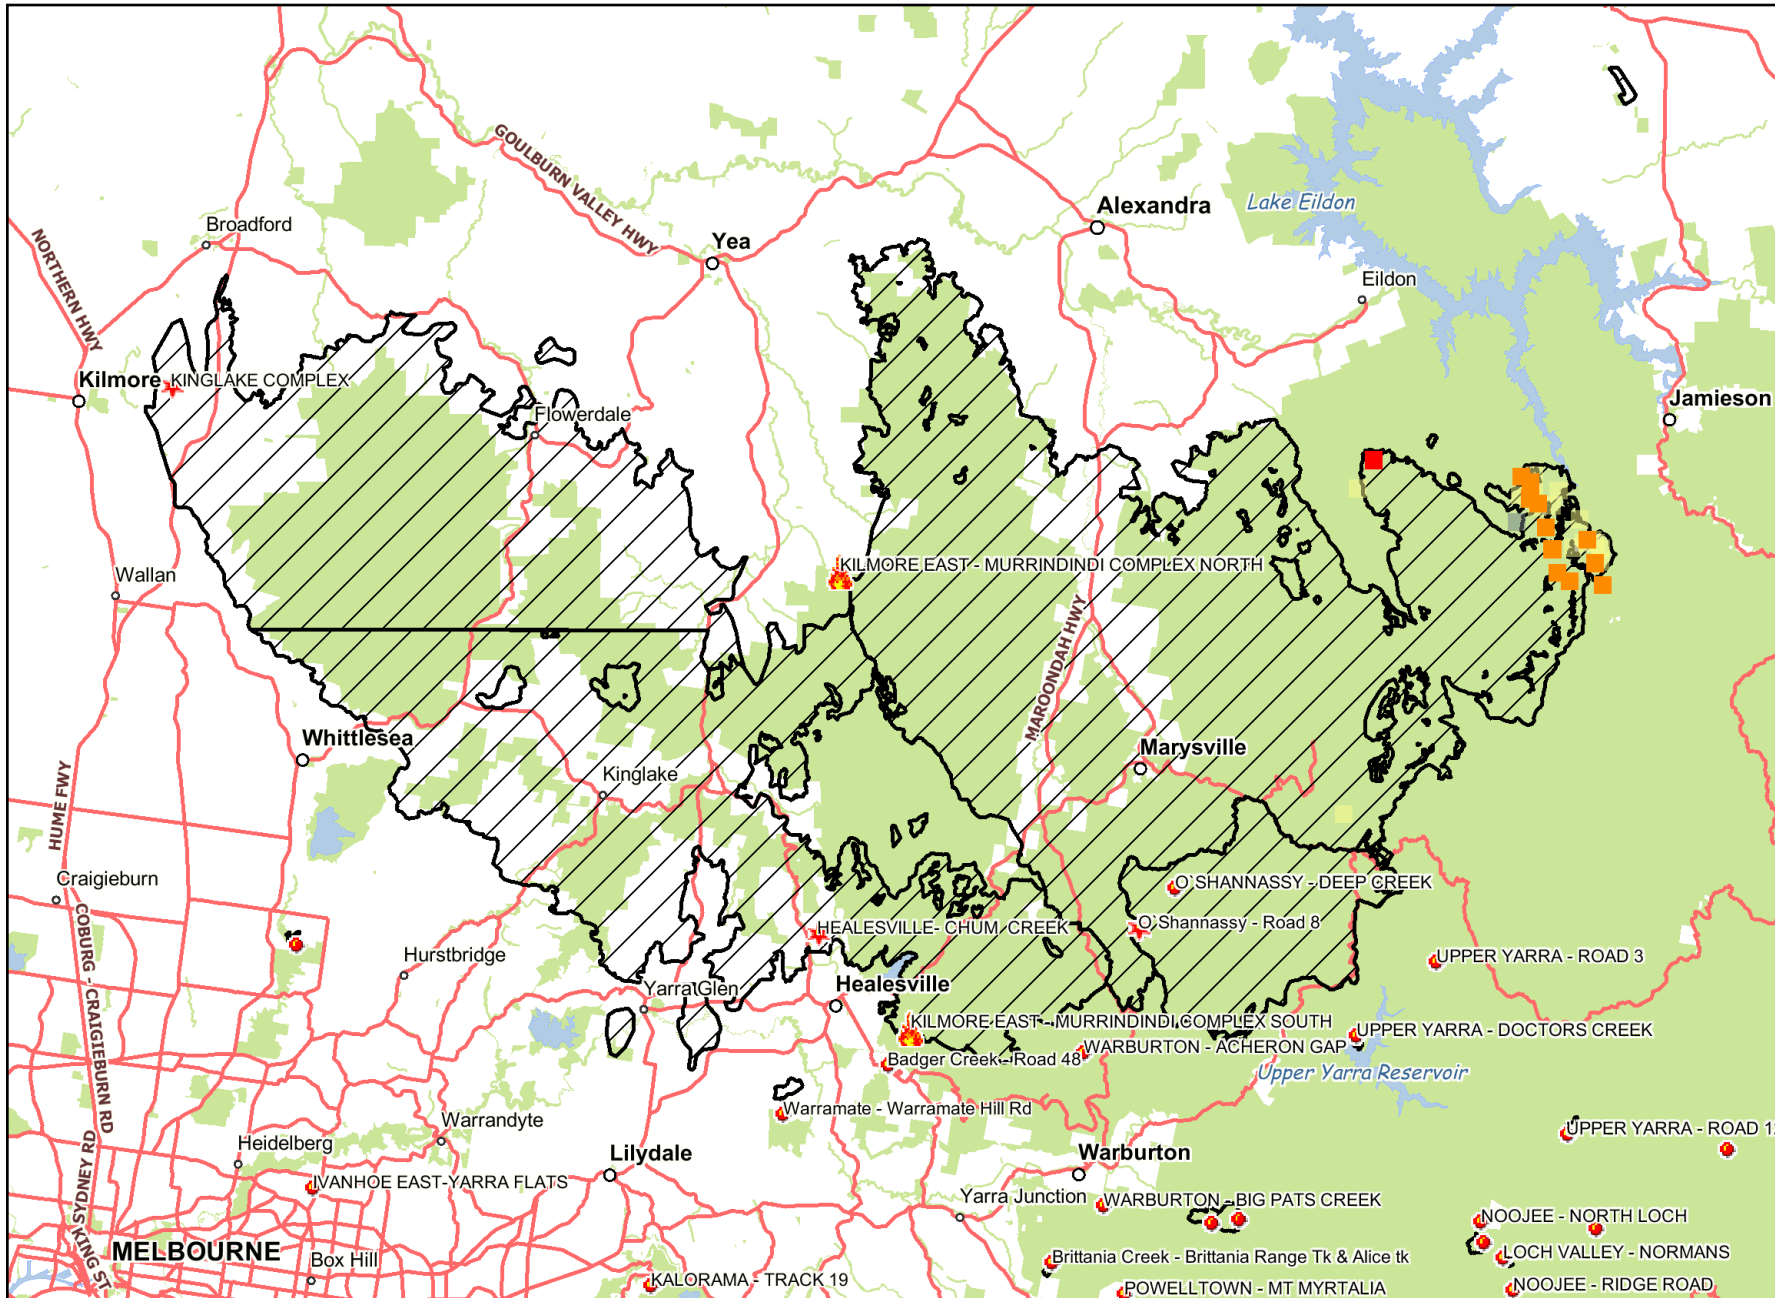 GOULBURN VALLEY HWY
Alexandra
Lake Eildon
Broadford
NORTHERN HWY
Yea
Eildon
Kilmore
KINGLAKE COMPLEX
Flowerdale
Jamieson
KILMORE EAST - MURRINDINDI COMPLEX NORTH
Wallan
MAROONDAH HWY
Whittlesea
Marysville
Kinglake
HUME FWY
Craigieburn
O`SHANNASSY - DEEP CREEK
COBURG - CRAIGIEBURN RD
HEALESVILLE- CHUM CREEK
O`Shannassy - Road 8
Hurstbridge
UPPER YARRA - ROAD 3
Yarra Glen
Healesville
KILMORE EAST - MURRINDINDI COMPLEX SOUTH
UPPER YARRA - DOCTORS CREEK
WARBURTON - ACHERON GAP
Badger Creek - Road 48
Upper Yarra Reservoir
Warramate - Warramate Hill Rd
Warrandyte
UPPER YARRA - ROAD 12
Heidelberg
Lilydale
Warburton
IVANHOE EAST-YARRA FLATS
SYDNEY RD
Yarra Junction
WARBURTON - BIG PATS CREEK
NOOJEE - NORTH LOCH
KING ST
MELBOURNE
Box Hill
Brittania Creek - Brittania Range Tk & Alice tk
LOCH VALLEY - NORMANS
KALORAMA - TRACK 19
POWELLTOWN - MT MYRTALIA
NOOJEE - RIDGE ROAD